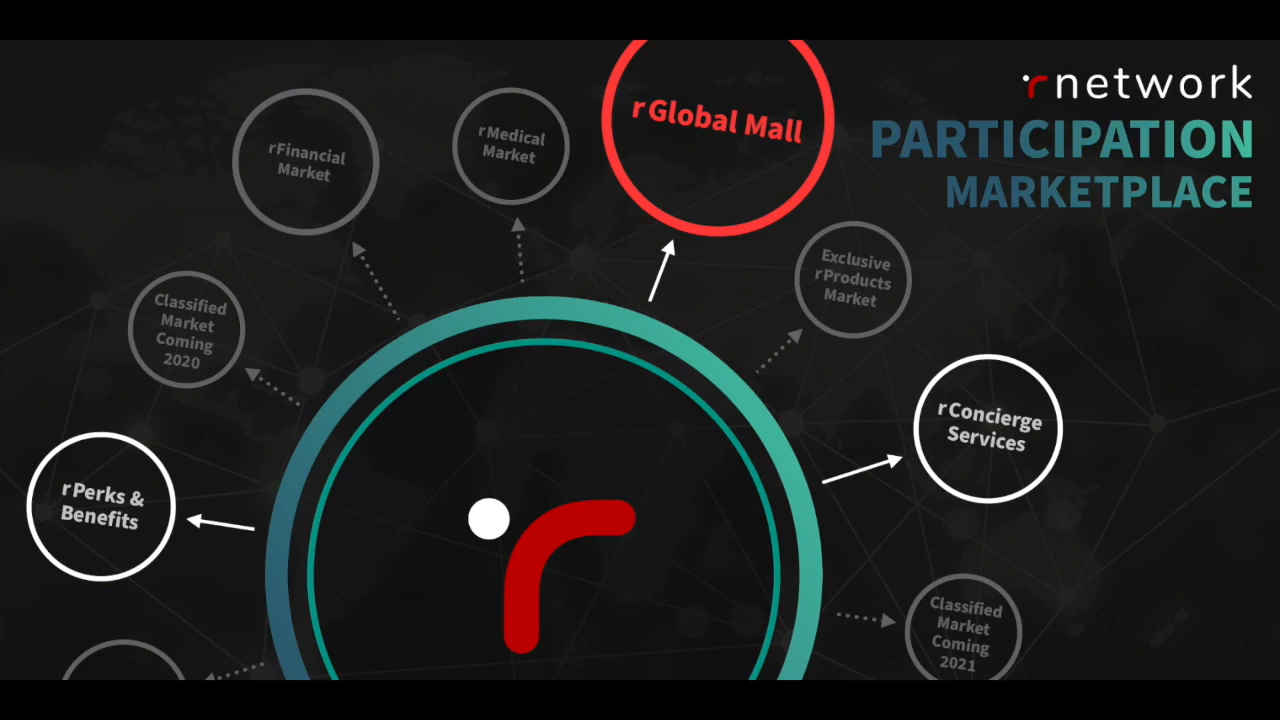 rnetwork
PARTICIPATION
MARKETPLACE
rGlobal Mall
rFinancial
Market
rMedical
Market
Exclusive
rProducts
Market
Classified
Market
Coming
2020
rConcierge
Services
rPerks &
Benefits
Classified
Market
Coming
2021